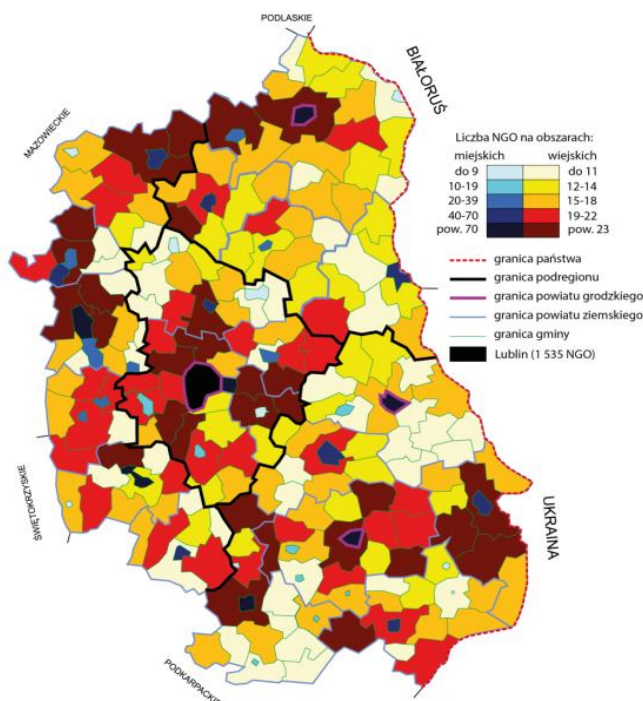 PODLASKIE
BIAŁORUŚ
MAZOWIECKIE
Liczba NGO na obszarach:
miejskich wiejskich
do 9 do 11
10-19 12-14
20-39 15-18
40-70 19-22
pow. 70 pow. 23
granica państwa
granica podregionu
granica powiatu grodzkiego
granica powiatu ziemskiego
granica gminy
Lublin (1 535 NGO)
ŚWIĘTOKRZYSKIE
UKRAINA
PODKARPACKIE